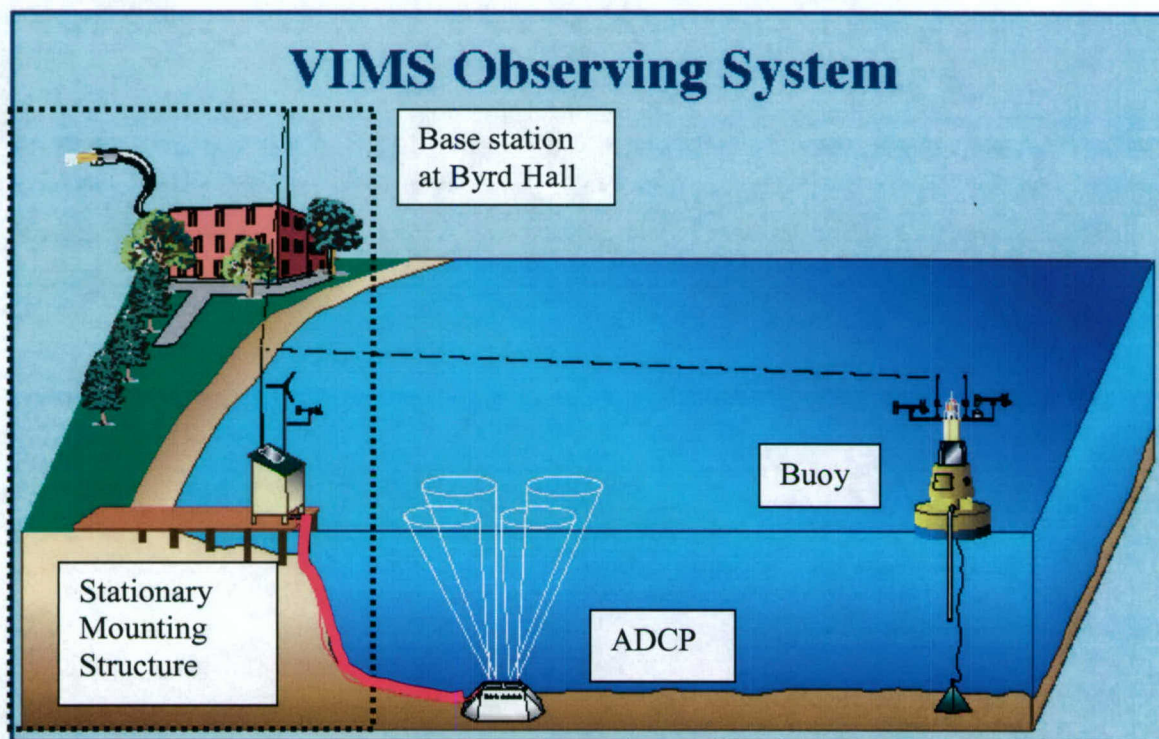 VIMS Observing System
Base station
at Byrd Hall
Buoy
Stationary
Mounting
Structure
ADCP